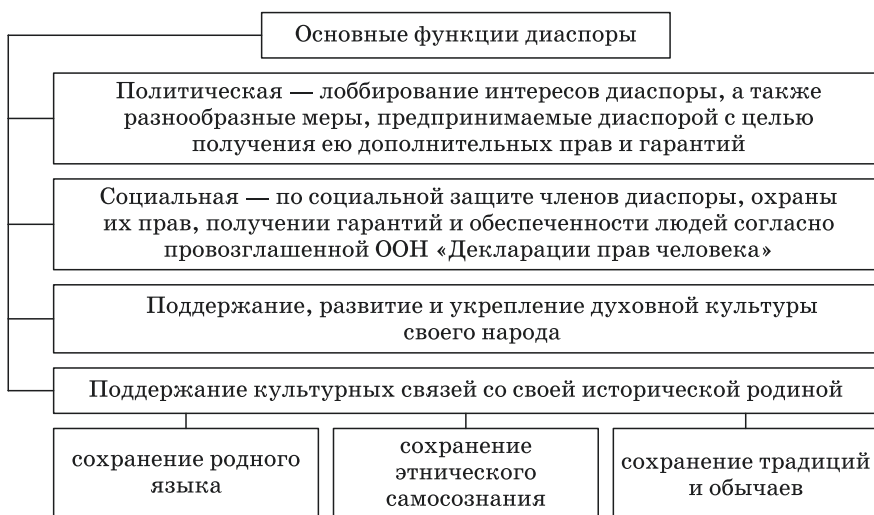 Основные функции диаспоры
Политическая — лоббирование интересов диаспоры, а также
разнообразные меры, предпринимаемые диаспорой с целью
получения ею дополнительных прав и гарантий
Социальная — по социальной защите членов диаспоры, охраны
их прав, получении гарантий и обеспеченности людей согласно
провозглашенной ООН «Декларации прав человека»
Поддержание, развитие и укрепление духовной культуры
своего народа
Поддержание культурных связей со своей исторической родиной
сохранение родного
языка
сохранение
этнического
самосознания
сохранение традиций
и обычаев